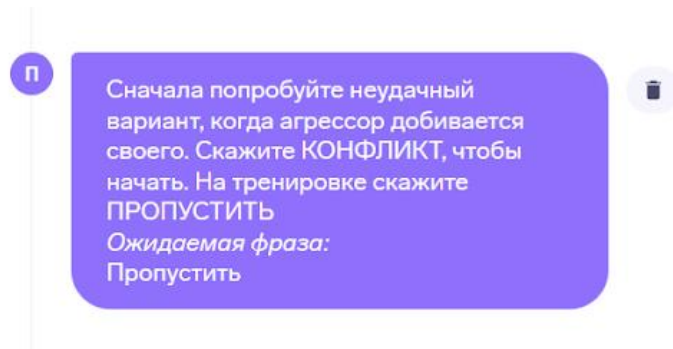 П
Сначала попробуйте неудачный
вариант, когда агрессор добивается
своего. Скажите КОНФЛИКТ, чтобы
начать. На тренировке скажите
ПРОПУСТИТЬ
Ожидаемая фраза:
Пропустить